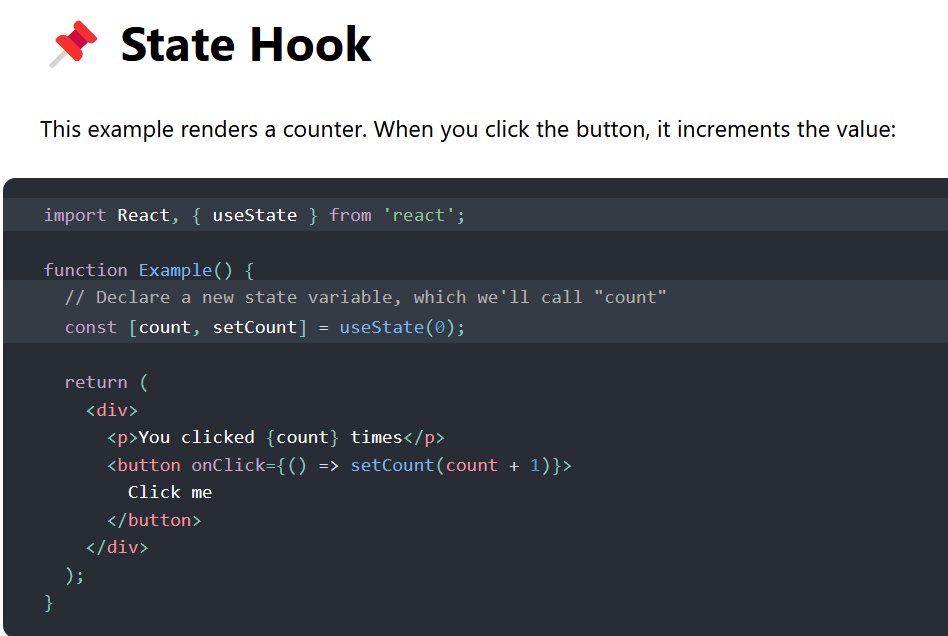 State Hook
This example renders a counter. When you click the button, it increments the value:
import React, { useState } from 'react';
function Example() {
  // Declare a new state variable, which we'll call "count"
  const [count, setCount] = useState(0);
  return (
    <div>
      <p>You clicked {count} times</p>
      <button onClick={() => setCount(count + 1)}>
        Click me
      </button>
    </div>
  );
}